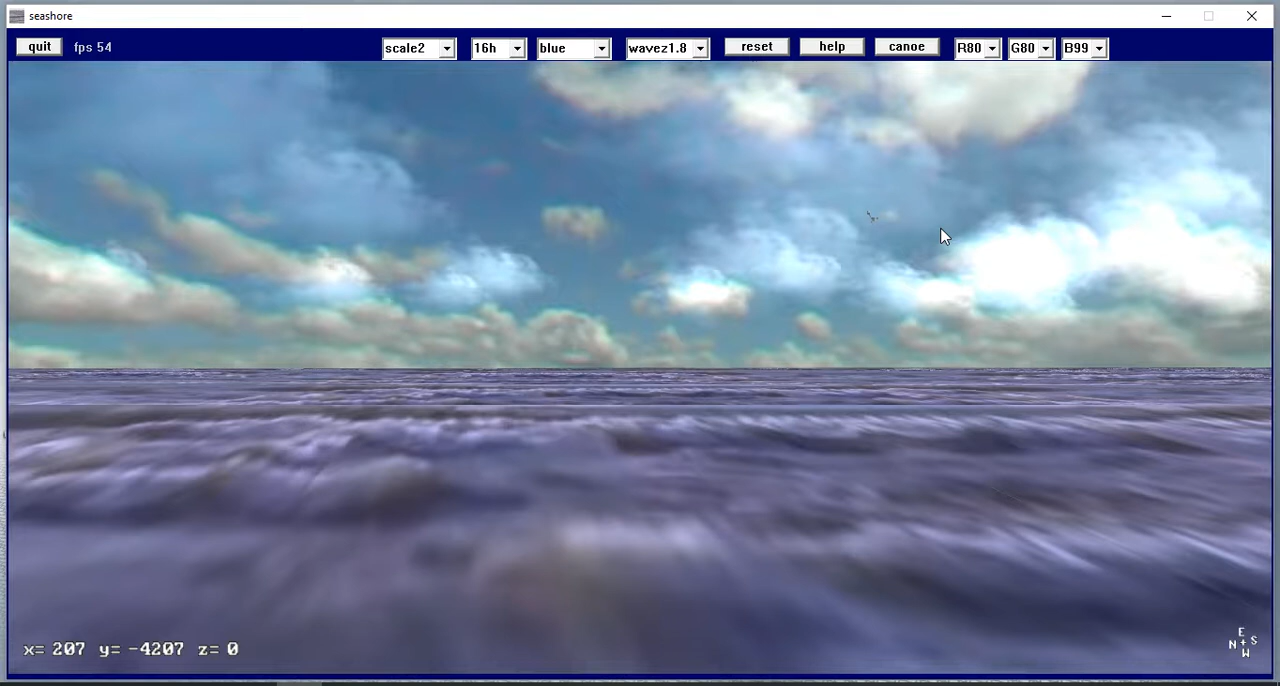 seashore
quit fps 54 scale2 16h blue wavez1.8 reset help canoe R80 G80 B99
x= 207 y= -4207 z= 0
E
N + S
W